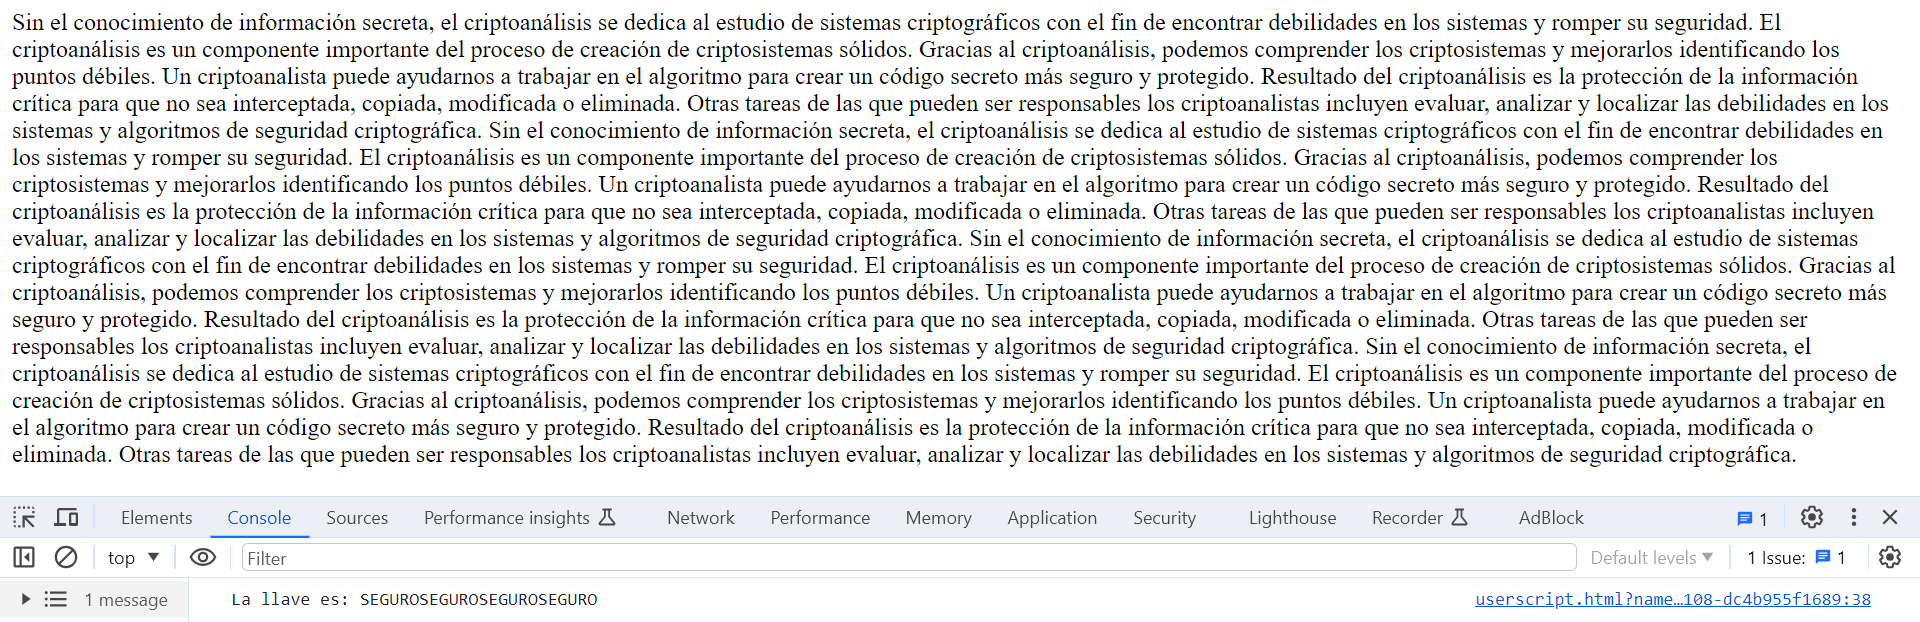 Sin el conocimiento de información secreta, el criptoanálisis se dedica al estudio de sistemas criptográficos con el fin de encontrar debilidades en los sistemas y romper su seguridad. El
criptoanálisis es un componente importante del proceso de creación de criptosistemas sólidos. Gracias al criptoanálisis, podemos comprender los criptosistemas y mejorarlos identificando los
puntos débiles. Un criptoanalista puede ayudarnos a trabajar en el algoritmo para crear un código secreto más seguro y protegido. Resultado del criptoanálisis es la protección de la información
crítica para que no sea interceptada, copiada, modificada o eliminada. Otras tareas de las que pueden ser responsables los criptoanalistas incluyen evaluar, analizar y localizar las debilidades en los
sistemas y algoritmos de seguridad criptográfica. Sin el conocimiento de información secreta, el criptoanálisis se dedica al estudio de sistemas criptográficos con el fin de encontrar debilidades en
los sistemas y romper su seguridad. El criptoanálisis es un componente importante del proceso de creación de criptosistemas sólidos. Gracias al criptoanálisis, podemos comprender los
criptosistemas y mejorarlos identificando los puntos débiles. Un criptoanalista puede ayudarnos a trabajar en el algoritmo para crear un código secreto más seguro y protegido. Resultado del
criptoanálisis es la protección de la información crítica para que no sea interceptada, copiada, modificada o eliminada. Otras tareas de las que pueden ser responsables los criptoanalistas incluyen
evaluar, analizar y localizar las debilidades en los sistemas y algoritmos de seguridad criptográfica. Sin el conocimiento de información secreta, el criptoanálisis se dedica al estudio de sistemas
criptográficos con el fin de encontrar debilidades en los sistemas y romper su seguridad. El criptoanálisis es un componente importante del proceso de creación de criptosistemas sólidos. Gracias al
criptoanálisis, podemos comprender los criptosistemas y mejorarlos identificando los puntos débiles. Un criptoanalista puede ayudarnos a trabajar en el algoritmo para crear un código secreto más
seguro y protegido. Resultado del criptoanálisis es la protección de la información crítica para que no sea interceptada, copiada, modificada o eliminada. Otras tareas de las que pueden ser
responsables los criptoanalistas incluyen evaluar, analizar y localizar las debilidades en los sistemas y algoritmos de seguridad criptográfica. Sin el conocimiento de información secreta, el
criptoanálisis se dedica al estudio de sistemas criptográficos con el fin de encontrar debilidades en los sistemas y romper su seguridad. El criptoanálisis es un componente importante del proceso de
creación de criptosistemas sólidos. Gracias al criptoanálisis, podemos comprender los criptosistemas y mejorarlos identificando los puntos débiles. Un criptoanalista puede ayudarnos a trabajar en
el algoritmo para crear un código secreto más seguro y protegido. Resultado del criptoanálisis es la protección de la información crítica para que no sea interceptada, copiada, modificada o
eliminada. Otras tareas de las que pueden ser responsables los criptoanalistas incluyen evaluar, analizar y localizar las debilidades en los sistemas y algoritmos de seguridad criptográfica.
Elements Console Sources Performance insights Network Performance Memory Application Security Lighthouse Recorder AdBlock 1
top Filter Default levels 1 Issue: 1
1 message La llave es: SEGUROSEGUROSEGUROSEGURO userscript.html?name…108-dc4b955f1689:38